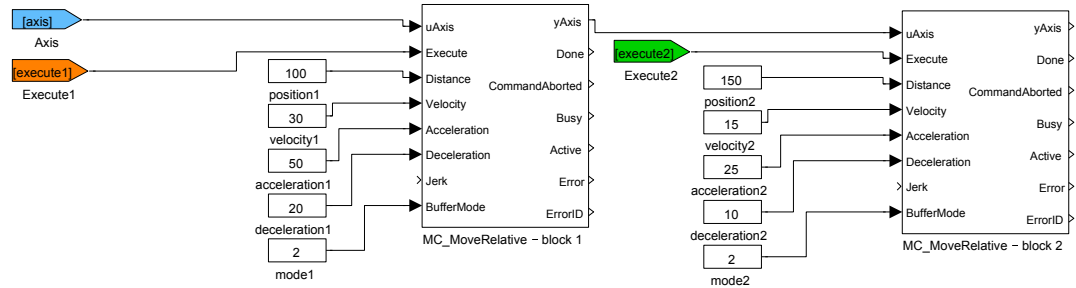 [axis]
Axis
[execute1]
Execute1
100
position1
30
velocity1
50
acceleration1
20
deceleration1
2
mode1
uAxis
Execute
Distance
Velocity
Acceleration
Deceleration
Jerk
BufferMode
yAxis
Done
CommandAborted
Busy
Active
Error
ErrorID
MC_MoveRelative − block 1
[execute2]
Execute2
150
position2
15
velocity2
25
acceleration2
10
deceleration2
2
mode2
uAxis
Execute
Distance
Velocity
Acceleration
Deceleration
Jerk
BufferMode
yAxis
Done
CommandAborted
Busy
Active
Error
ErrorID
MC_MoveRelative − block 2